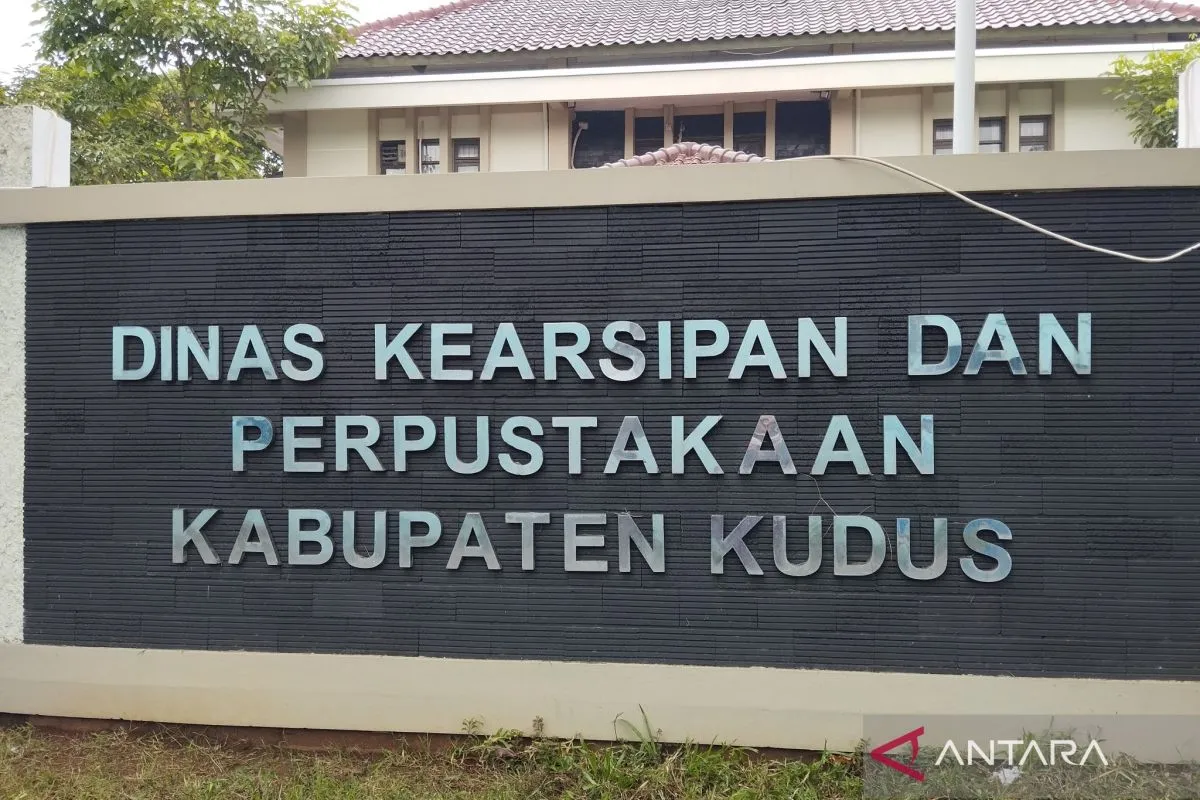 DINAS KEARSIPAN DAN
PERPUSTAKAAN
KABUPATEN KUDUS
ANTARA